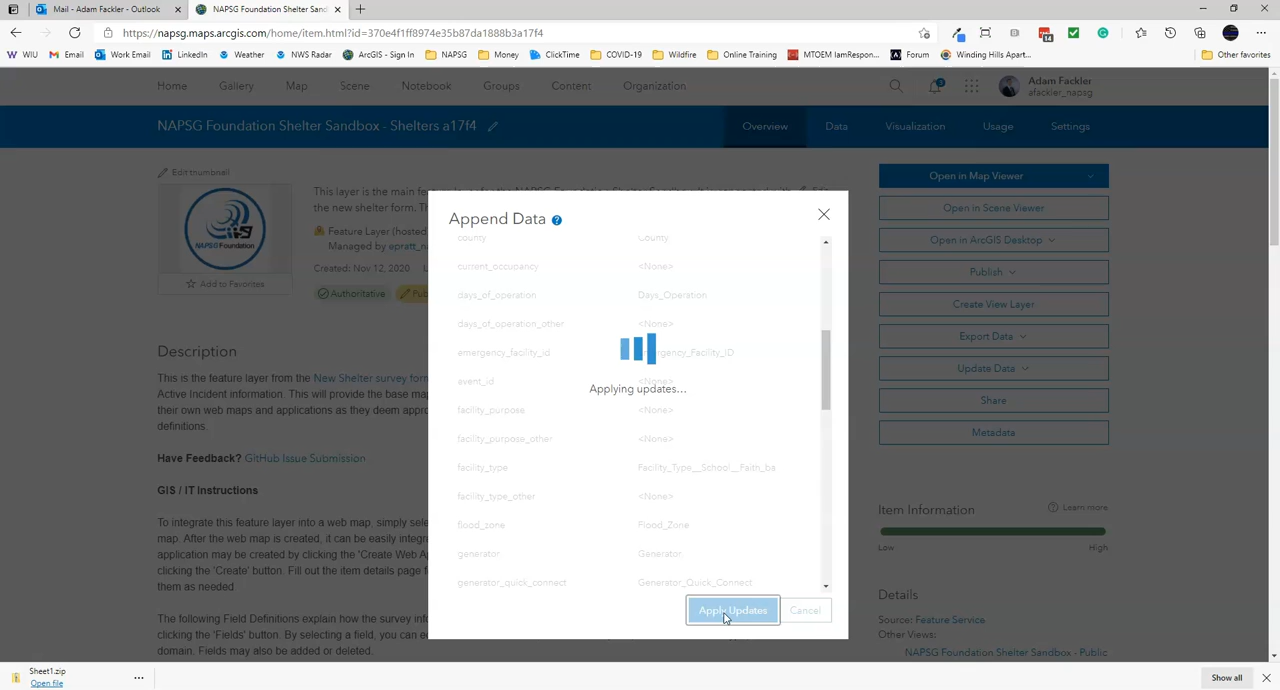 Mail - Adam Fackler - Outlook
NAPSG Foundation Shelter Sand
https://napsg.maps.arcgis.com/home/item.html?id=370e4f1ff8974e35b87da1888b3a17f4
WIU
Email
Work Email
LinkedIn
Weather
NWS Radar
ArcGIS - Sign In
NAPSG
Money
ClickTime
COVID-19
Wildfire
Online Training
MTOEM IamRespon...
Forum
Winding Hills Apart...
Other favorites
Home
Gallery
Map
Scene
Notebook
Groups
Content
Organization
Adam Fackler
afackler_napsg
NAPSG Foundation Shelter Sandbox - Shelters a17f4
Overview
Data
Visualization
Usage
Settings
Edit thumbnail
NAPSG Foundation
Add to Favorites
This layer is the main
the new shelter form. T
Feature Layer (hosted
Managed by epratt_n
Created: Nov 12, 2020
Authoritative
Pub
Edit
Description
This is the feature layer from the New Shelter survey form
Active Incident information. This will provide the base map
their own web maps and applications as they deem appro
definitions.
Have Feedback? GitHub Issue Submission
GIS / IT Instructions
To integrate this feature layer into a web map, simply sele
map. After the web map is created, it can be easily integra
application may be created by clicking the 'Create Web Ap
clicking the 'Create' button. Fill out the item details page f
them as needed
The following Field Definitions explain how the survey info
clicking the 'Fields' button. By selecting a field, you can e
domain. Fields may also be added or deleted.
Append Data
county County
current_occupancy <None>
days_of_operation Days_Operation
days_of_operation_other <None>
emergency_facility_id ergency_Facility_ID
event_id <None>
facility_purpose <None>
facility_purpose_other <None>
facility_type Facility_Type__School__Faith_ba
facility_type_other <None>
flood_zone Flood_Zone
generator Generator
generator_quick_connect Generator_Quick_Connect
Applying updates...
Apply Updates
Cancel
Open in Map Viewer
Open in Scene Viewer
Open in ArcGIS Desktop
Publish
Create View Layer
Export Data
Update Data
Share
Metadata
Item Information
Learn more
Low
High
Details
Source: Feature Service
Other Views:
NAPSG Foundation Shelter Sandbox - Public
Sheet1.zip
Open file
Show all